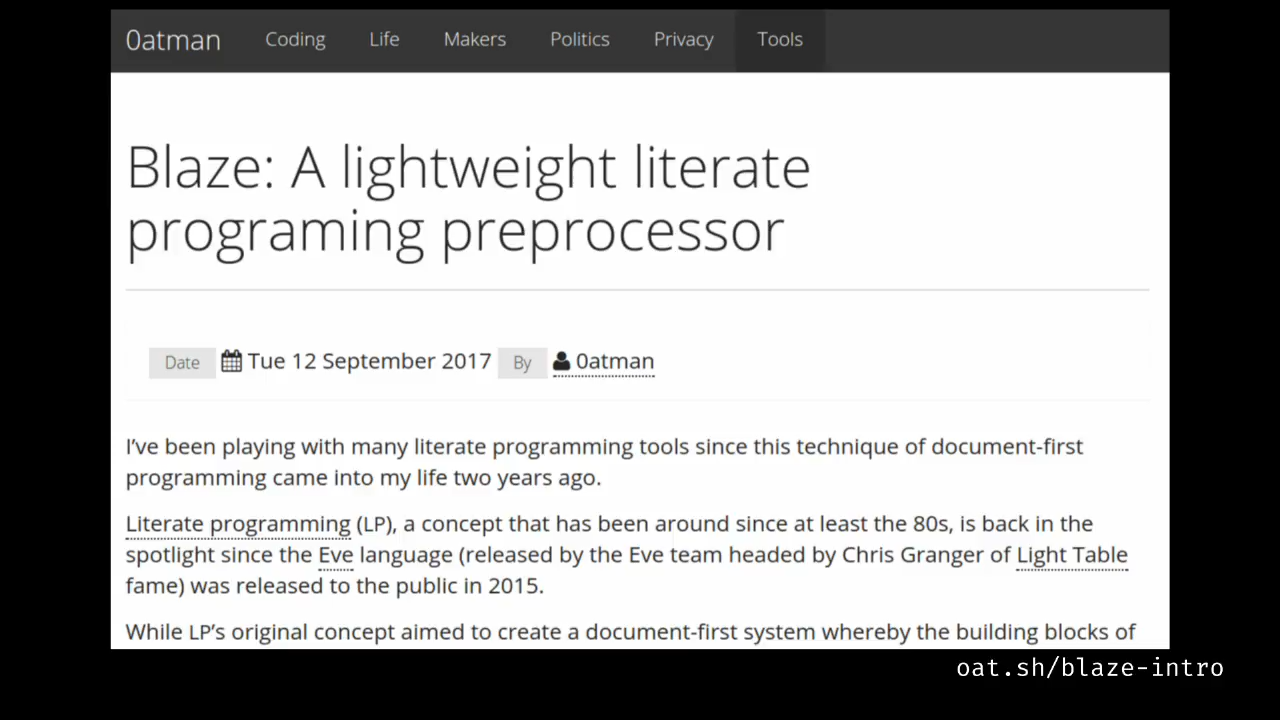 0atman Coding Life Makers Politics Privacy Tools
Blaze: A lightweight literate
programing preprocessor
Date Tue 12 September 2017 By 0atman
I’ve been playing with many literate programming tools since this technique of document-first
programming came into my life two years ago.
Literate programming (LP), a concept that has been around since at least the 80s, is back in the
spotlight since the Eve language (released by the Eve team headed by Chris Granger of Light Table
fame) was released to the public in 2015.
While LP’s original concept aimed to create a document-first system whereby the building blocks of
oat.sh/blaze-intro